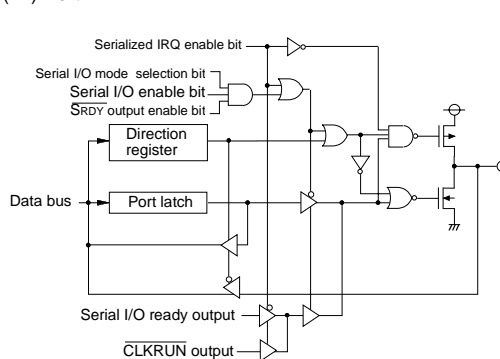 Serialized IRQ enable bit
Serial I/O mode selection bit
Serial I/O enable bit
SRDY output enable bit
Direction
register
Data bus
Port latch
Serial I/O ready output
CLKRUN output